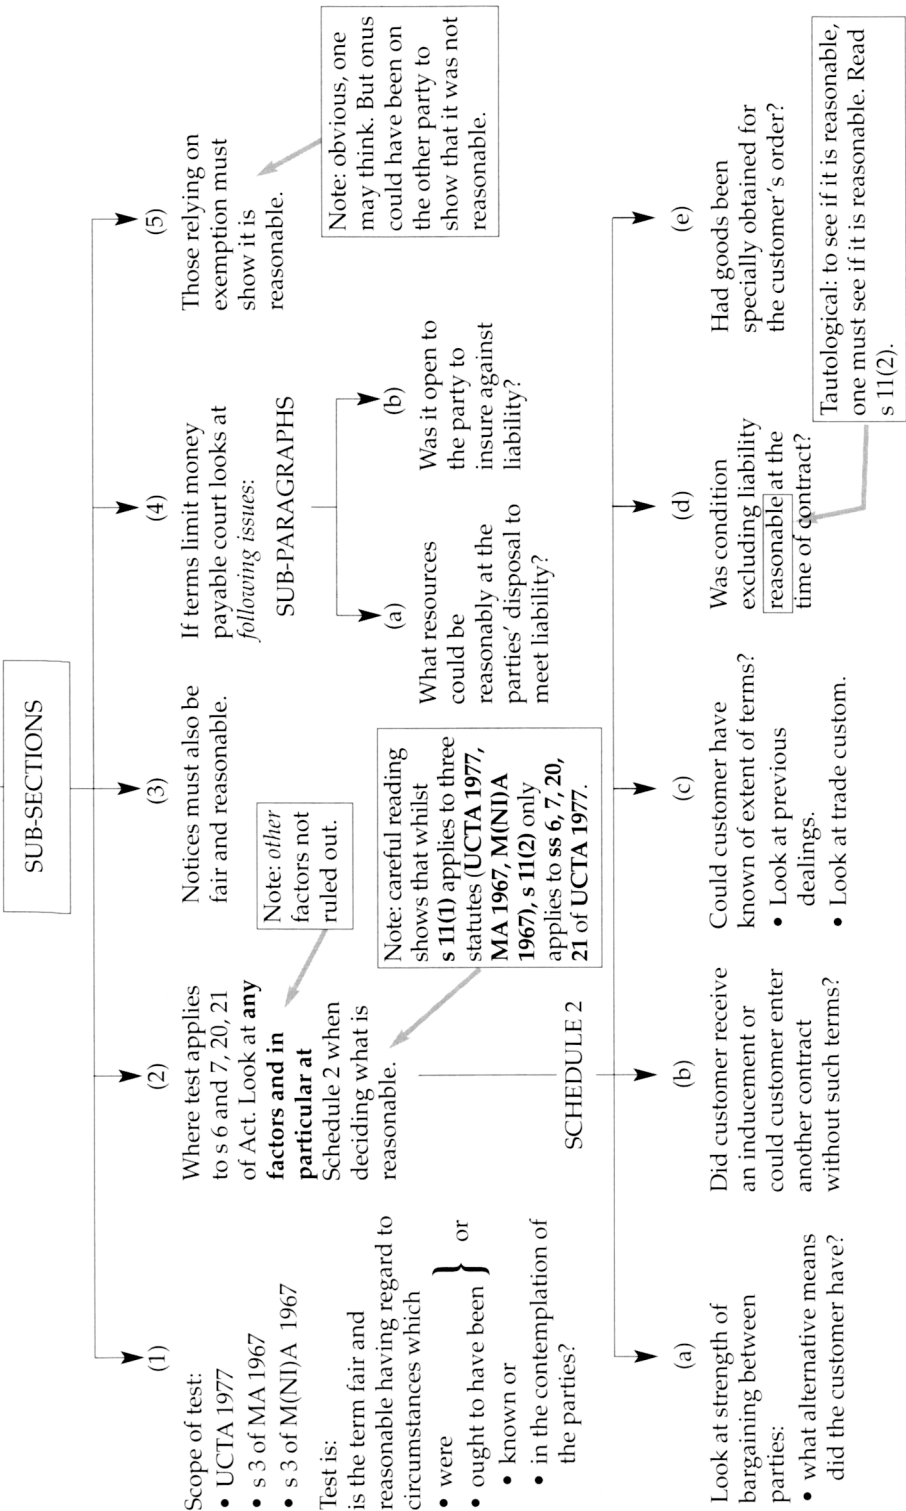 SUB-SECTIONS
(1)
Scope of test:
• UCTA 1977
• s 3 of MA 1967
• s 3 of M(NI)A 1967
Test is:
is the term fair and
reasonable having regard to
circumstances which
• were
• ought to have been } or
• known or
• in the contemplation of
the parties?
(2)
Where test applies
to s 6 and 7, 20, 21
of Act. Look at any
factors and in
particular at
Schedule 2 when
deciding what is
reasonable.
Note: other
factors not
ruled out.
Note: careful reading
shows that whilst
s 11(1) applies to three
statutes (UCTA 1977,
MA 1967, M(NI)A
1967), s 11(2) only
applies to ss 6, 7, 20,
21 of UCTA 1977.
(3)
Notices must also be
fair and reasonable.
(4)
If terms limit money
payable court looks at
following issues:
SUB-PARAGRAPHS
(a)
What resources
could be
reasonably at the
parties' disposal to
meet liability?
(b)
Was it open to
the party to
insure against
liability?
(5)
Those relying on
exemption must
show it is
reasonable.
Note: obvious, one
may think. But onus
could have been on
the other party to
show that it was not
reasonable.
SCHEDULE 2
(a)
Look at strength of
bargaining between
parties:
• what alternative means
did the customer have?
(b)
Did customer receive
an inducement or
could customer enter
another contract
without such terms?
(c)
Could customer have
known of extent of terms?
• Look at previous
dealings.
• Look at trade custom.
(d)
Was condition
excluding liability
reasonable at the
time of contract?
(e)
Had goods been
specially obtained for
the customer's order?
Tautological: to see if it is reasonable,
one must see if it is reasonable. Read
s 11(2).